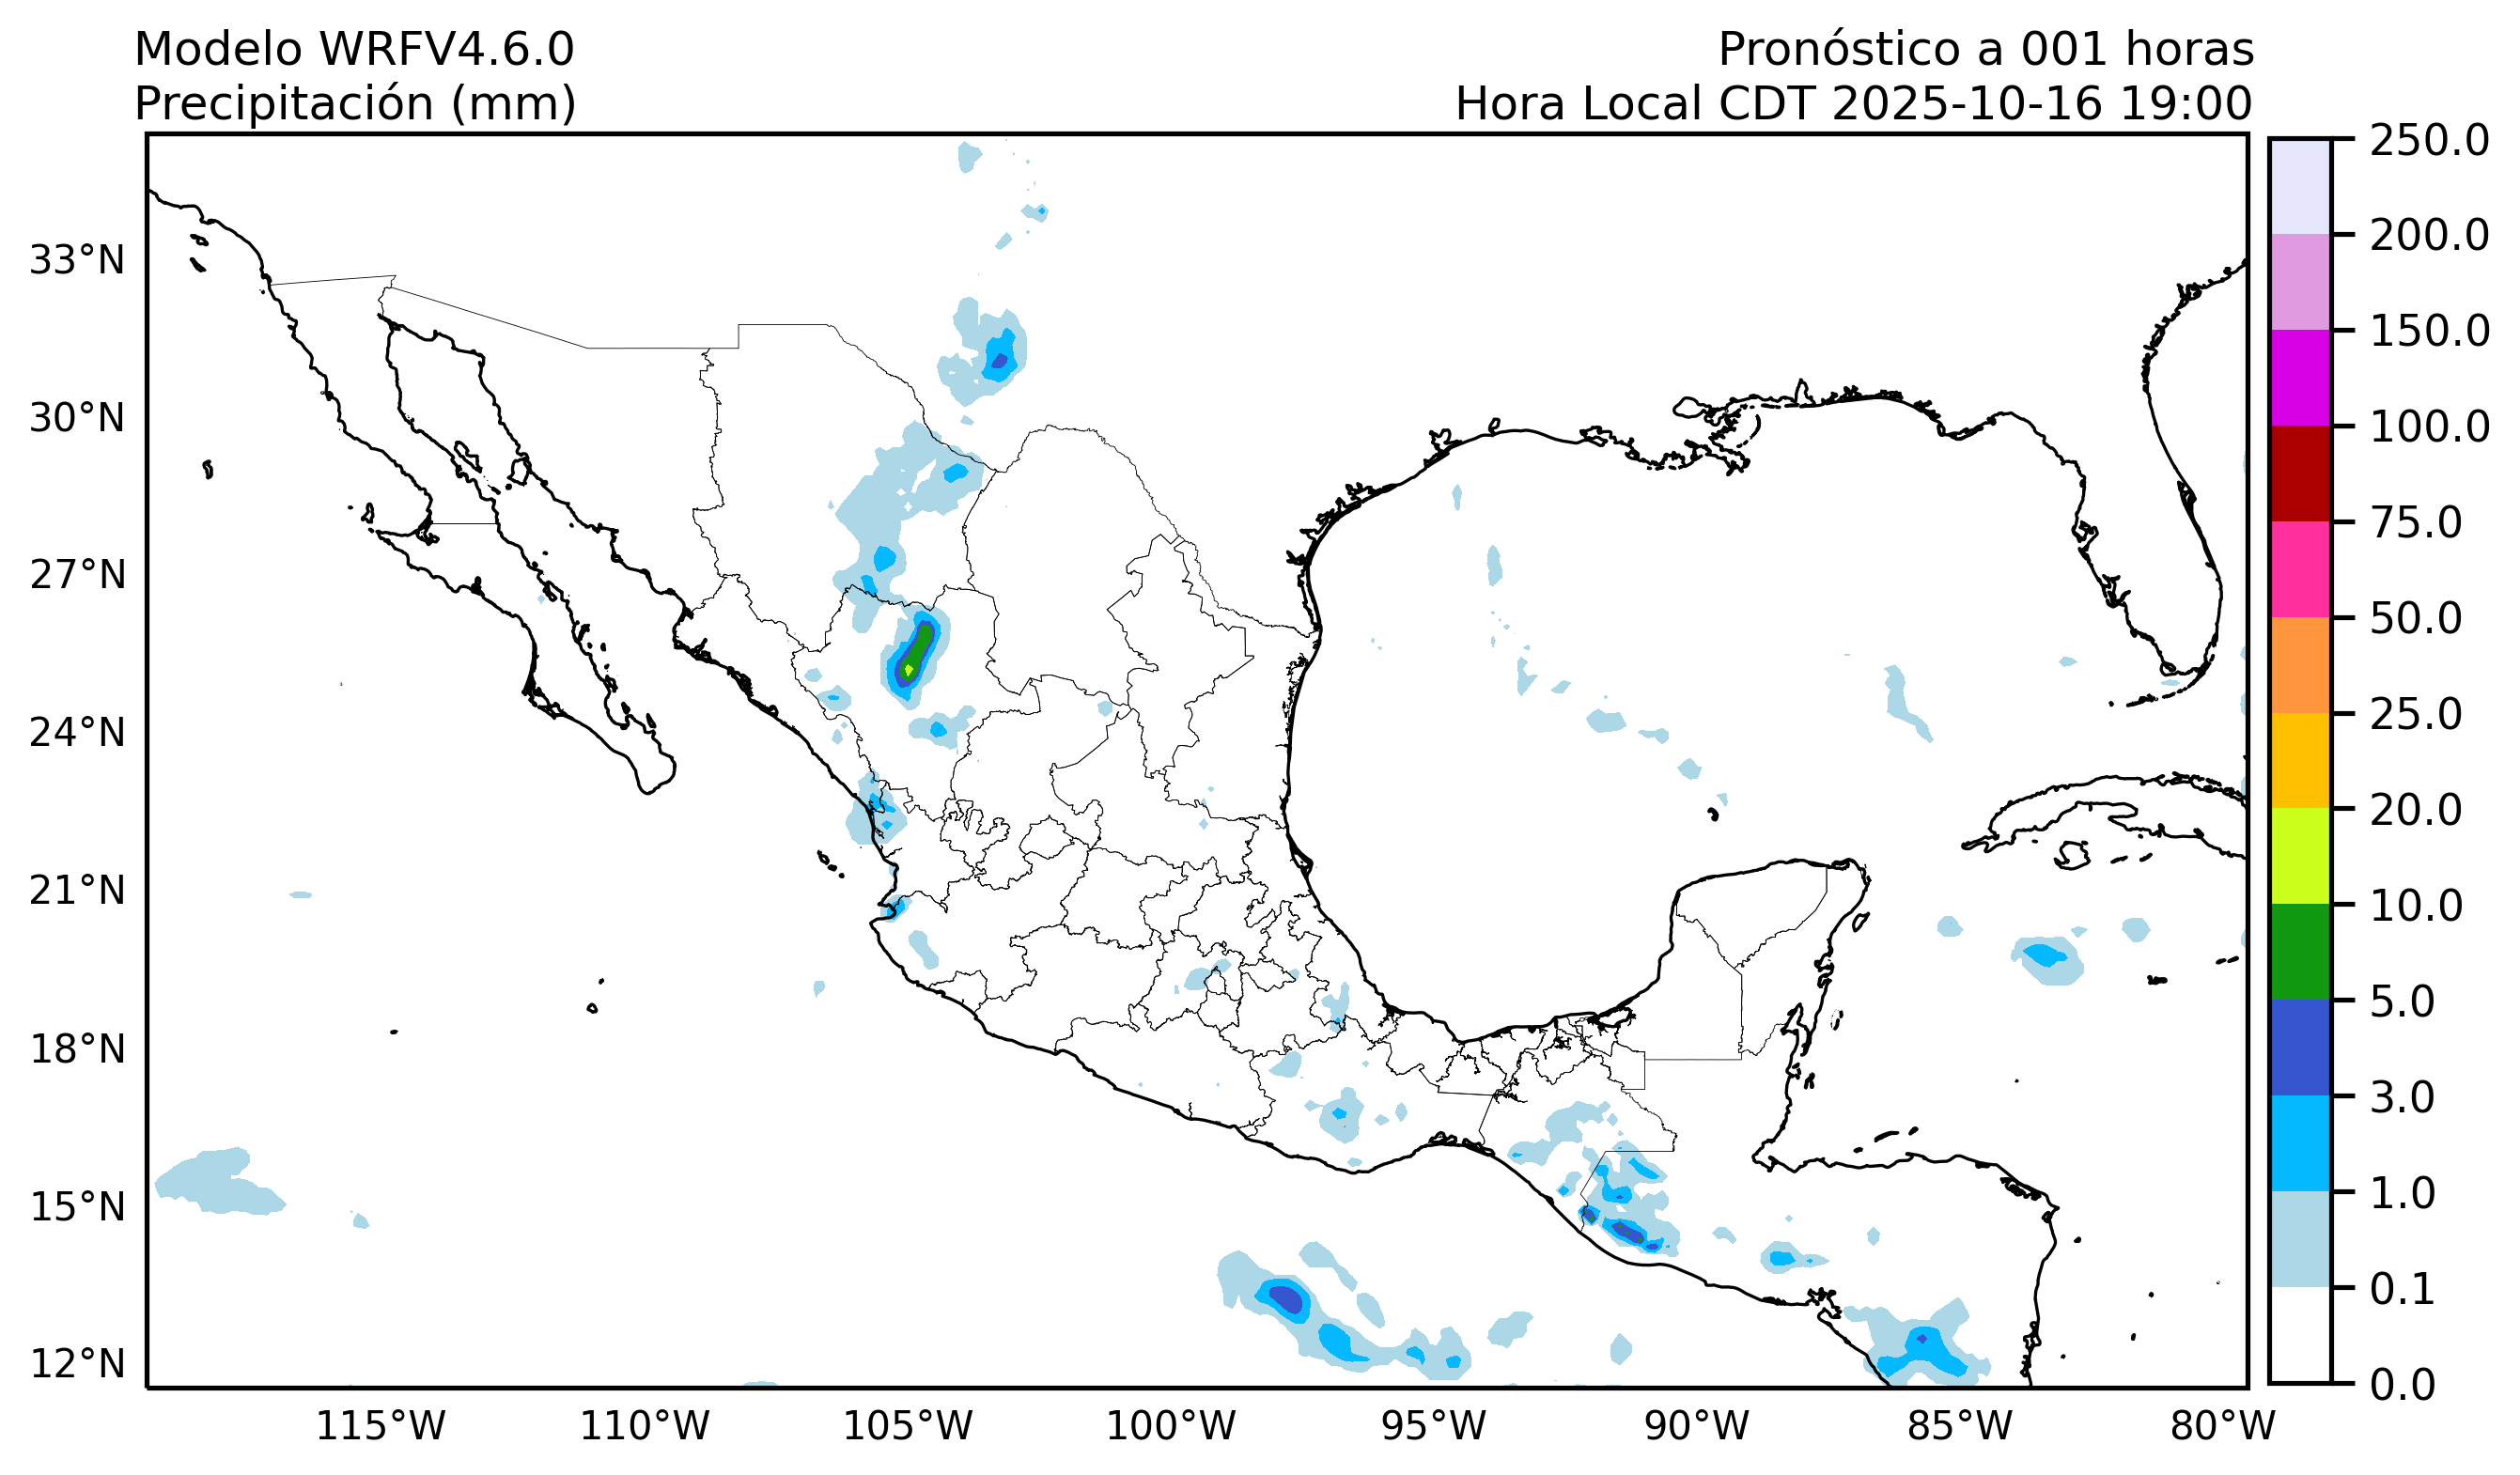 Modelo WRFV4.6.0
Precipitación (mm)
Pronóstico a 001 horas
Hora Local CDT 2025-10-16 19:00
33°N
30°N
27°N
24°N
21°N
18°N
15°N
12°N
115°W
110°W
105°W
100°W
95°W
90°W
85°W
80°W
250.0
200.0
150.0
100.0
75.0
50.0
25.0
20.0
10.0
5.0
3.0
1.0
0.1
0.0